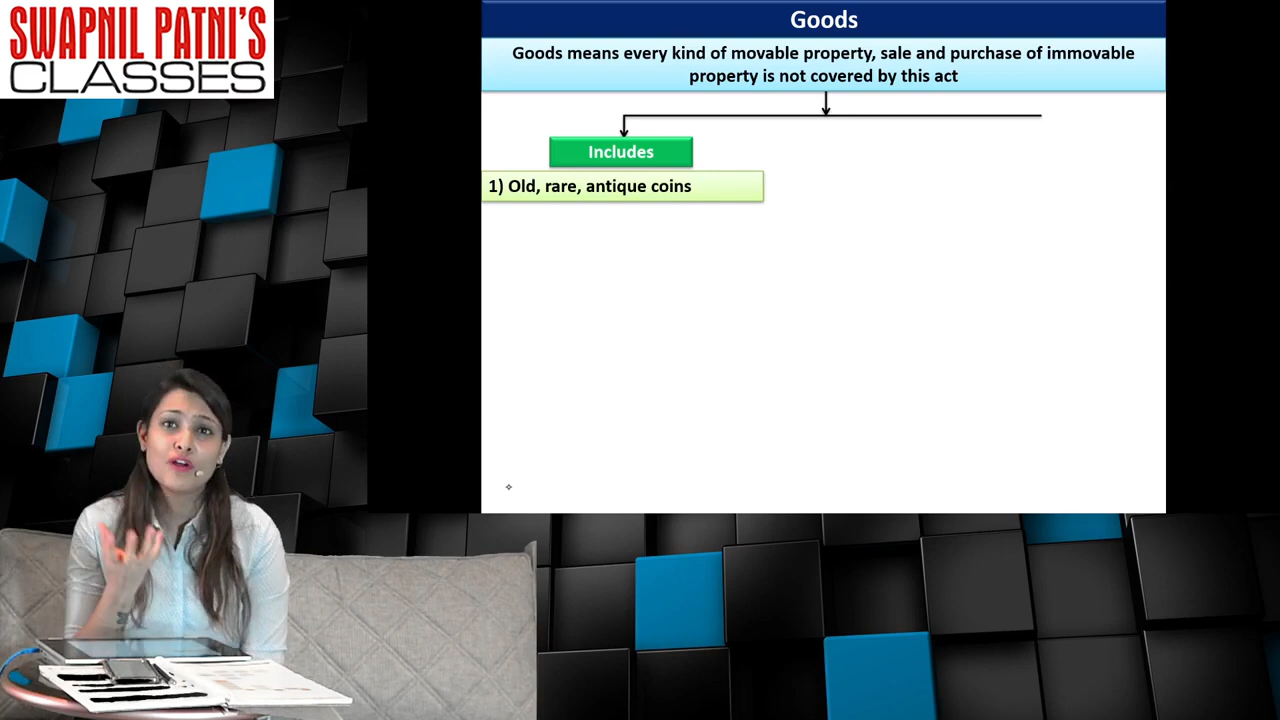 SWAPNIL PATNI'S
CLASSES
Goods
Goods means every kind of movable property, sale and purchase of immovable
property is not covered by this act
Includes
1) Old, rare, antique coins